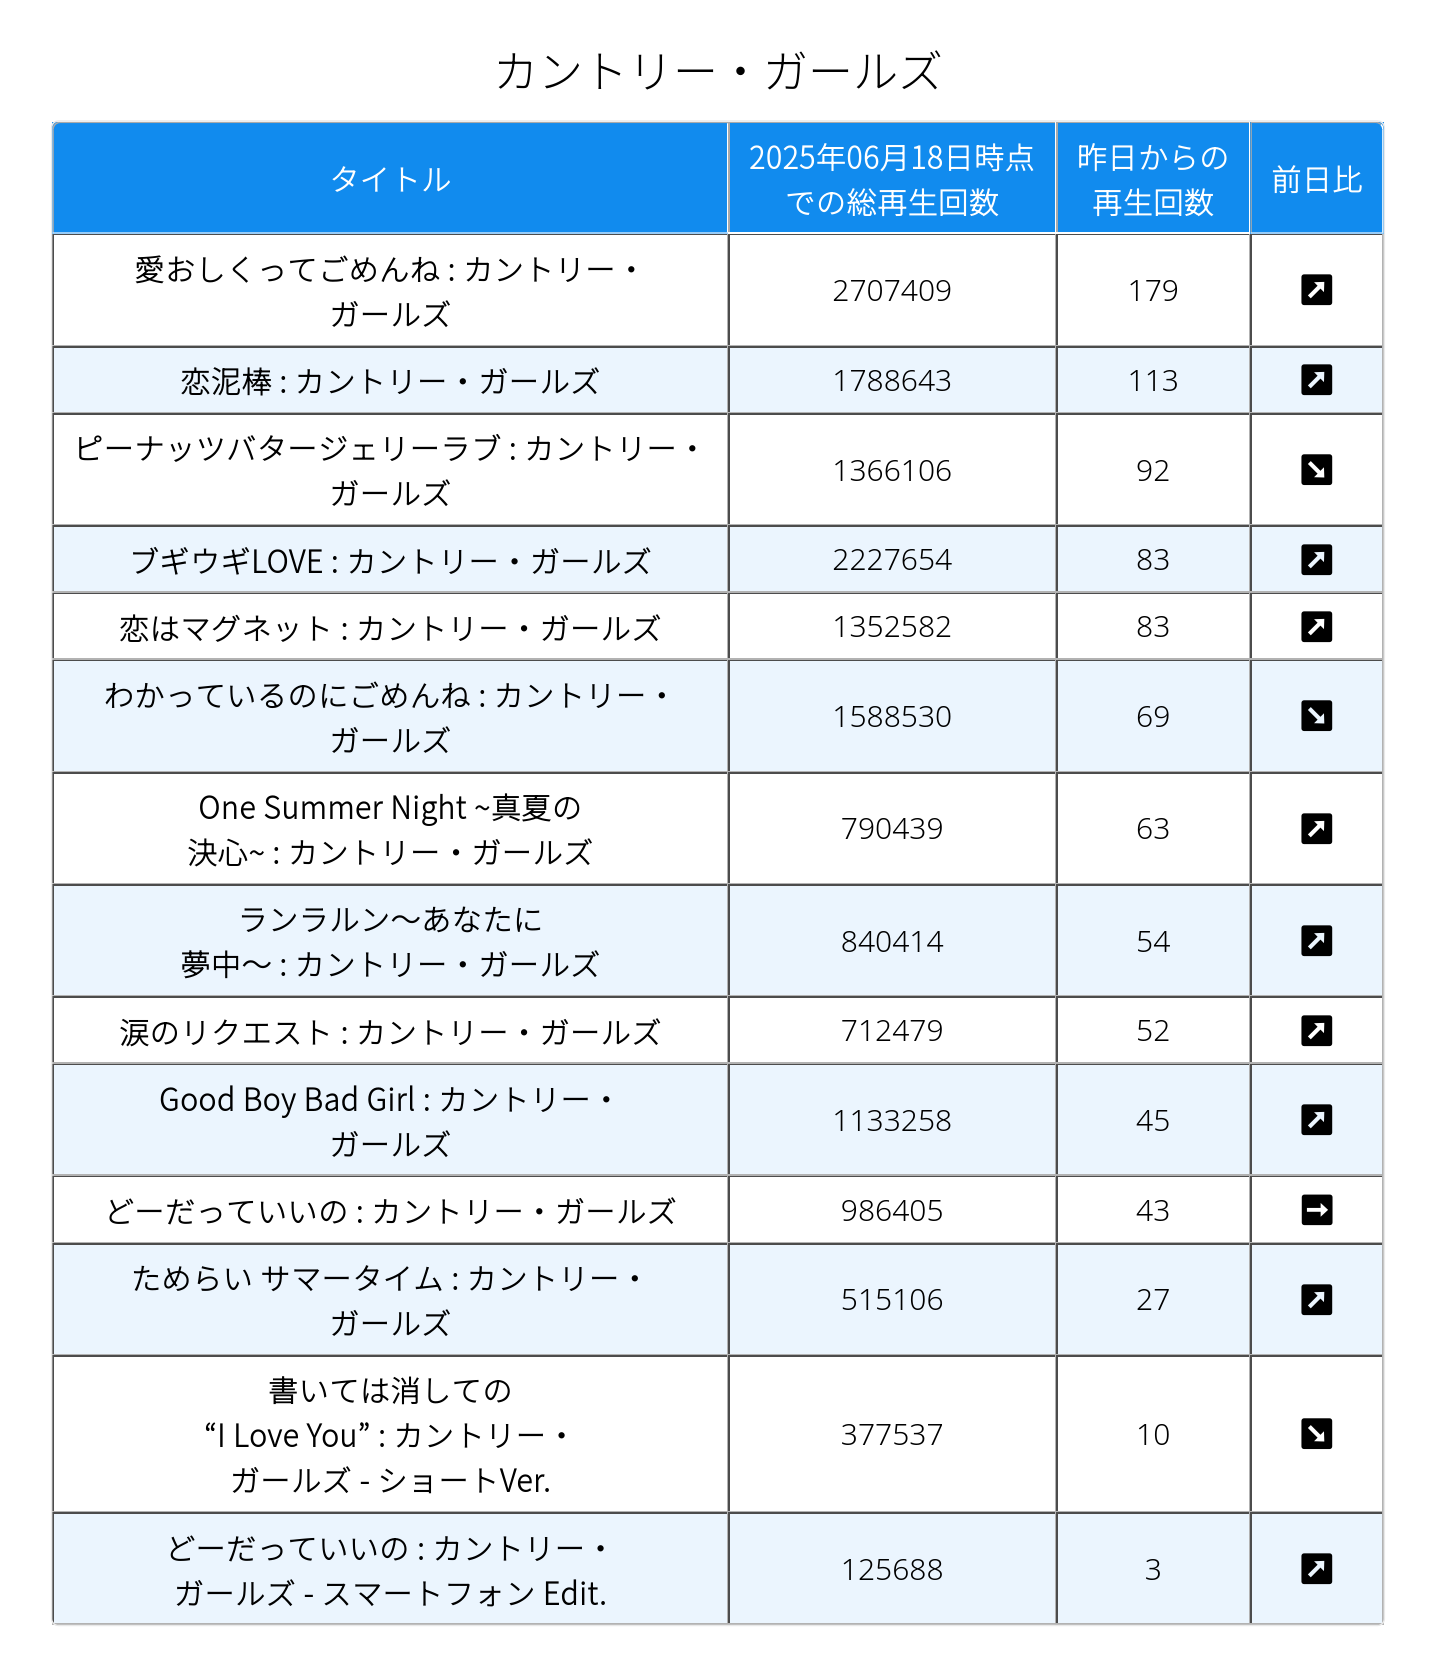 カントリー・ガールズ
タイトル
2025年06月18日時点
での総再生回数
昨日からの
再生回数
前日比
愛おしくってごめんね : カントリー・
ガールズ
2707409
179
恋泥棒 : カントリー・ガールズ
1788643
113
ピーナッツバタージェリーラブ : カントリー・
ガールズ
1366106
92
ブギウギLOVE : カントリー・ガールズ
2227654
83
恋はマグネット : カントリー・ガールズ
1352582
83
わかっているのにごめんね : カントリー・
ガールズ
1588530
69
One Summer Night ~真夏の
決心~ : カントリー・ガールズ
790439
63
ランラルン〜あなたに
夢中〜 : カントリー・ガールズ
840414
54
涙のリクエスト : カントリー・ガールズ
712479
52
Good Boy Bad Girl : カントリー・
ガールズ
1133258
45
どーだっていいの : カントリー・ガールズ
986405
43
ためらい サマータイム : カントリー・
ガールズ
515106
27
書いては消しての
“I Love You” : カントリー・
ガールズ - ショートVer.
377537
10
どーだっていいの : カントリー・
ガールズ - スマートフォン Edit.
125688
3